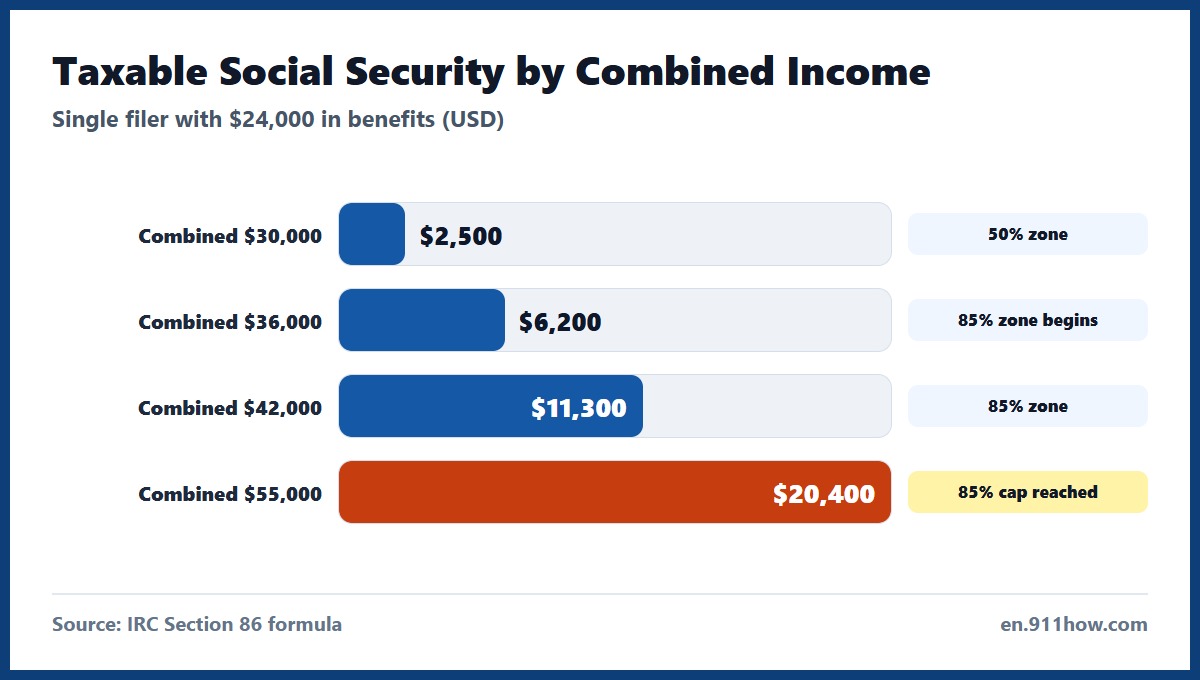 Taxable Social Security by Combined Income
Single filer with $24,000 in benefits (USD)
Combined $30,000 $2,500 50% zone
Combined $36,000 $6,200 85% zone begins
Combined $42,000 $11,300 85% zone
Combined $55,000 $20,400 85% cap reached
Source: IRC Section 86 formula en.911how.com